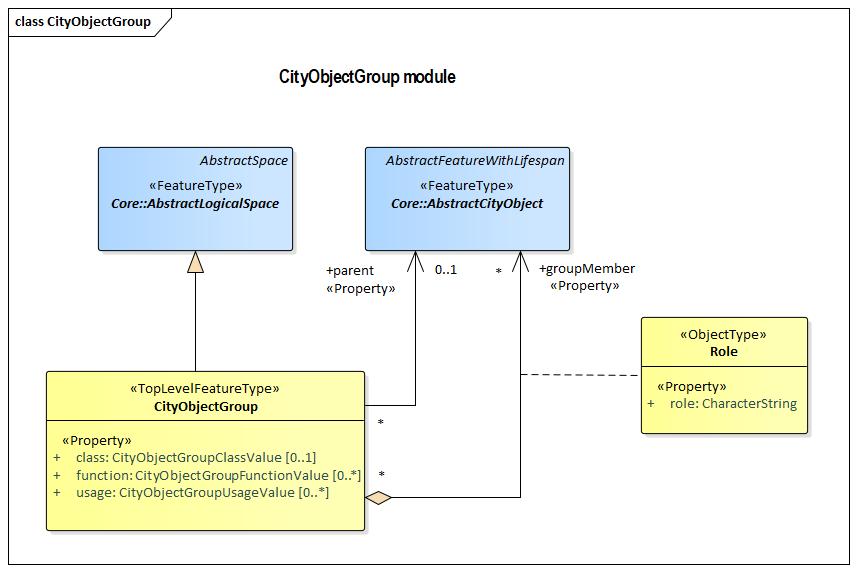 class CityObjectGroup
CityObjectGroup module
AbstractSpace
«FeatureType»
Core::AbstractLogicalSpace
AbstractFeatureWithLifespan
«FeatureType»
Core::AbstractCityObject
+parent
«Property»
0..1
*
+groupMember
«Property»
«ObjectType»
Role
«Property»
+ role: CharacterString
«TopLevelFeatureType»
CityObjectGroup
«Property»
+ class: CityObjectGroupClassValue [0..1]
+ function: CityObjectGroupFunctionValue [0..*]
+ usage: CityObjectGroupUsageValue [0..*]
*
*